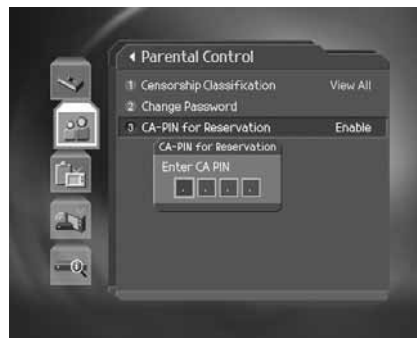 Parental Control
1 Censorship Classification View All
2 Change Password
3 CA-PIN for Reservation Enable
CA-PIN for Reservation
Enter CA PIN
. . . .